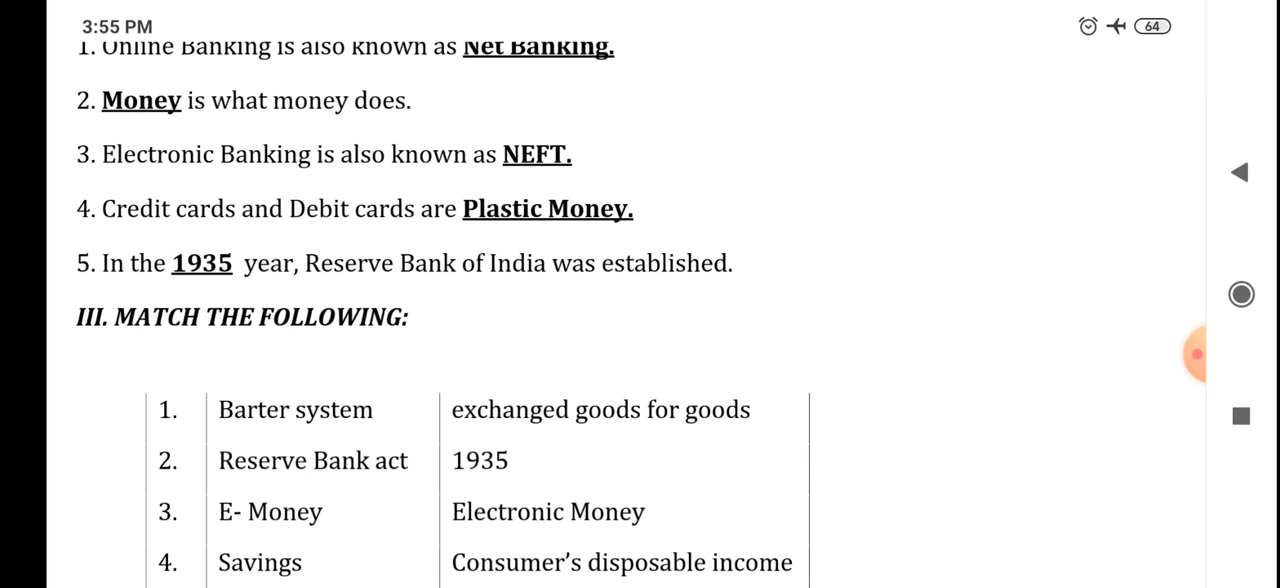 3:55 PM
64
1. Online Banking is also known as Net Banking.
2. Money is what money does.
3. Electronic Banking is also known as NEFT.
4. Credit cards and Debit cards are Plastic Money.
5. In the 1935 year, Reserve Bank of India was established.
III. MATCH THE FOLLOWING:
1. Barter system exchanged goods for goods
2. Reserve Bank act 1935
3. E- Money Electronic Money
4. Savings Consumer’s disposable income